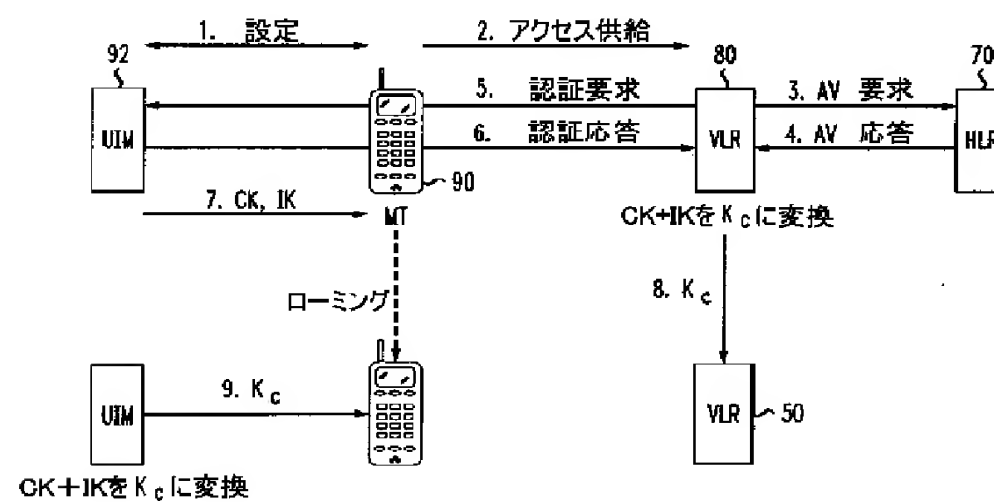 1. 設定
2. アクセス供給
92
80
70
5. 認証要求
3. AV 要求
UIM
VLR
HLR
6. 認証応答
4. AV 応答
90
7. CK, IK
MT
CK+IKをKcに変換
ローミング
8. Kc
9. Kc
UIM
VLR
50
CK+IKをKcに変換